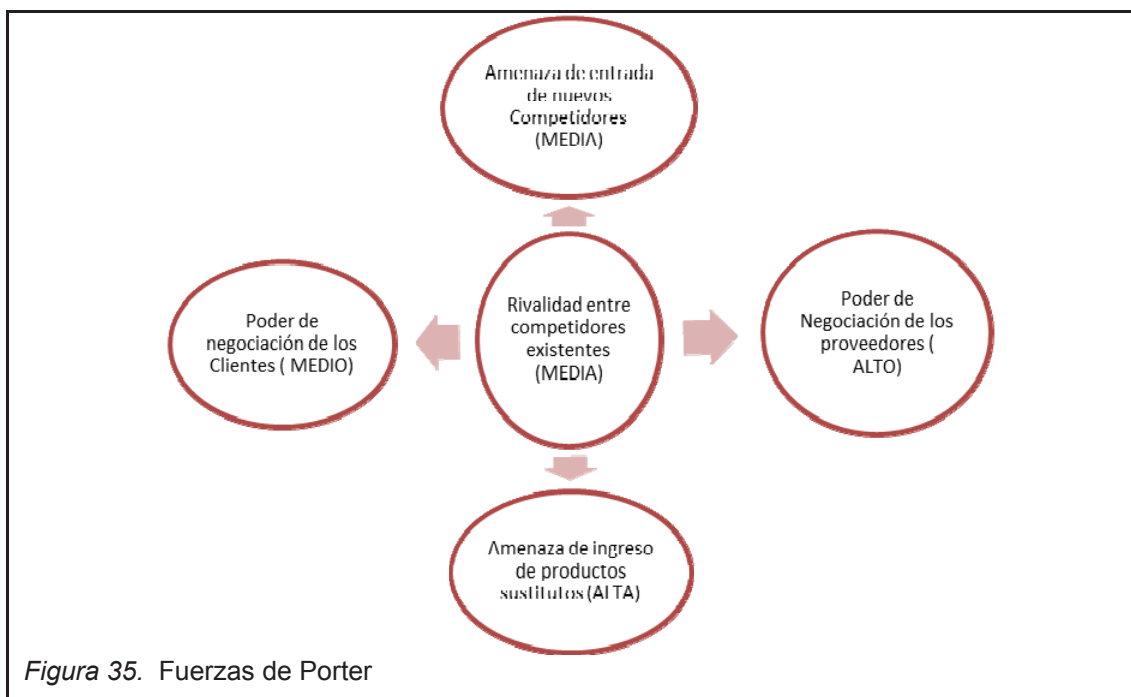 Amenaza de entrada
de nuevos
Competidores
(MEDIA)
Poder de
negociación de los
Clientes ( MEDIO)
Rivalidad entre
competidores
existentes
(MEDIA)
Poder de
Negociación de los
proveedores (
ALTO)
Amenaza de ingreso
de productos
sustitutos (ALTA)
Figura 35. Fuerzas de Porter